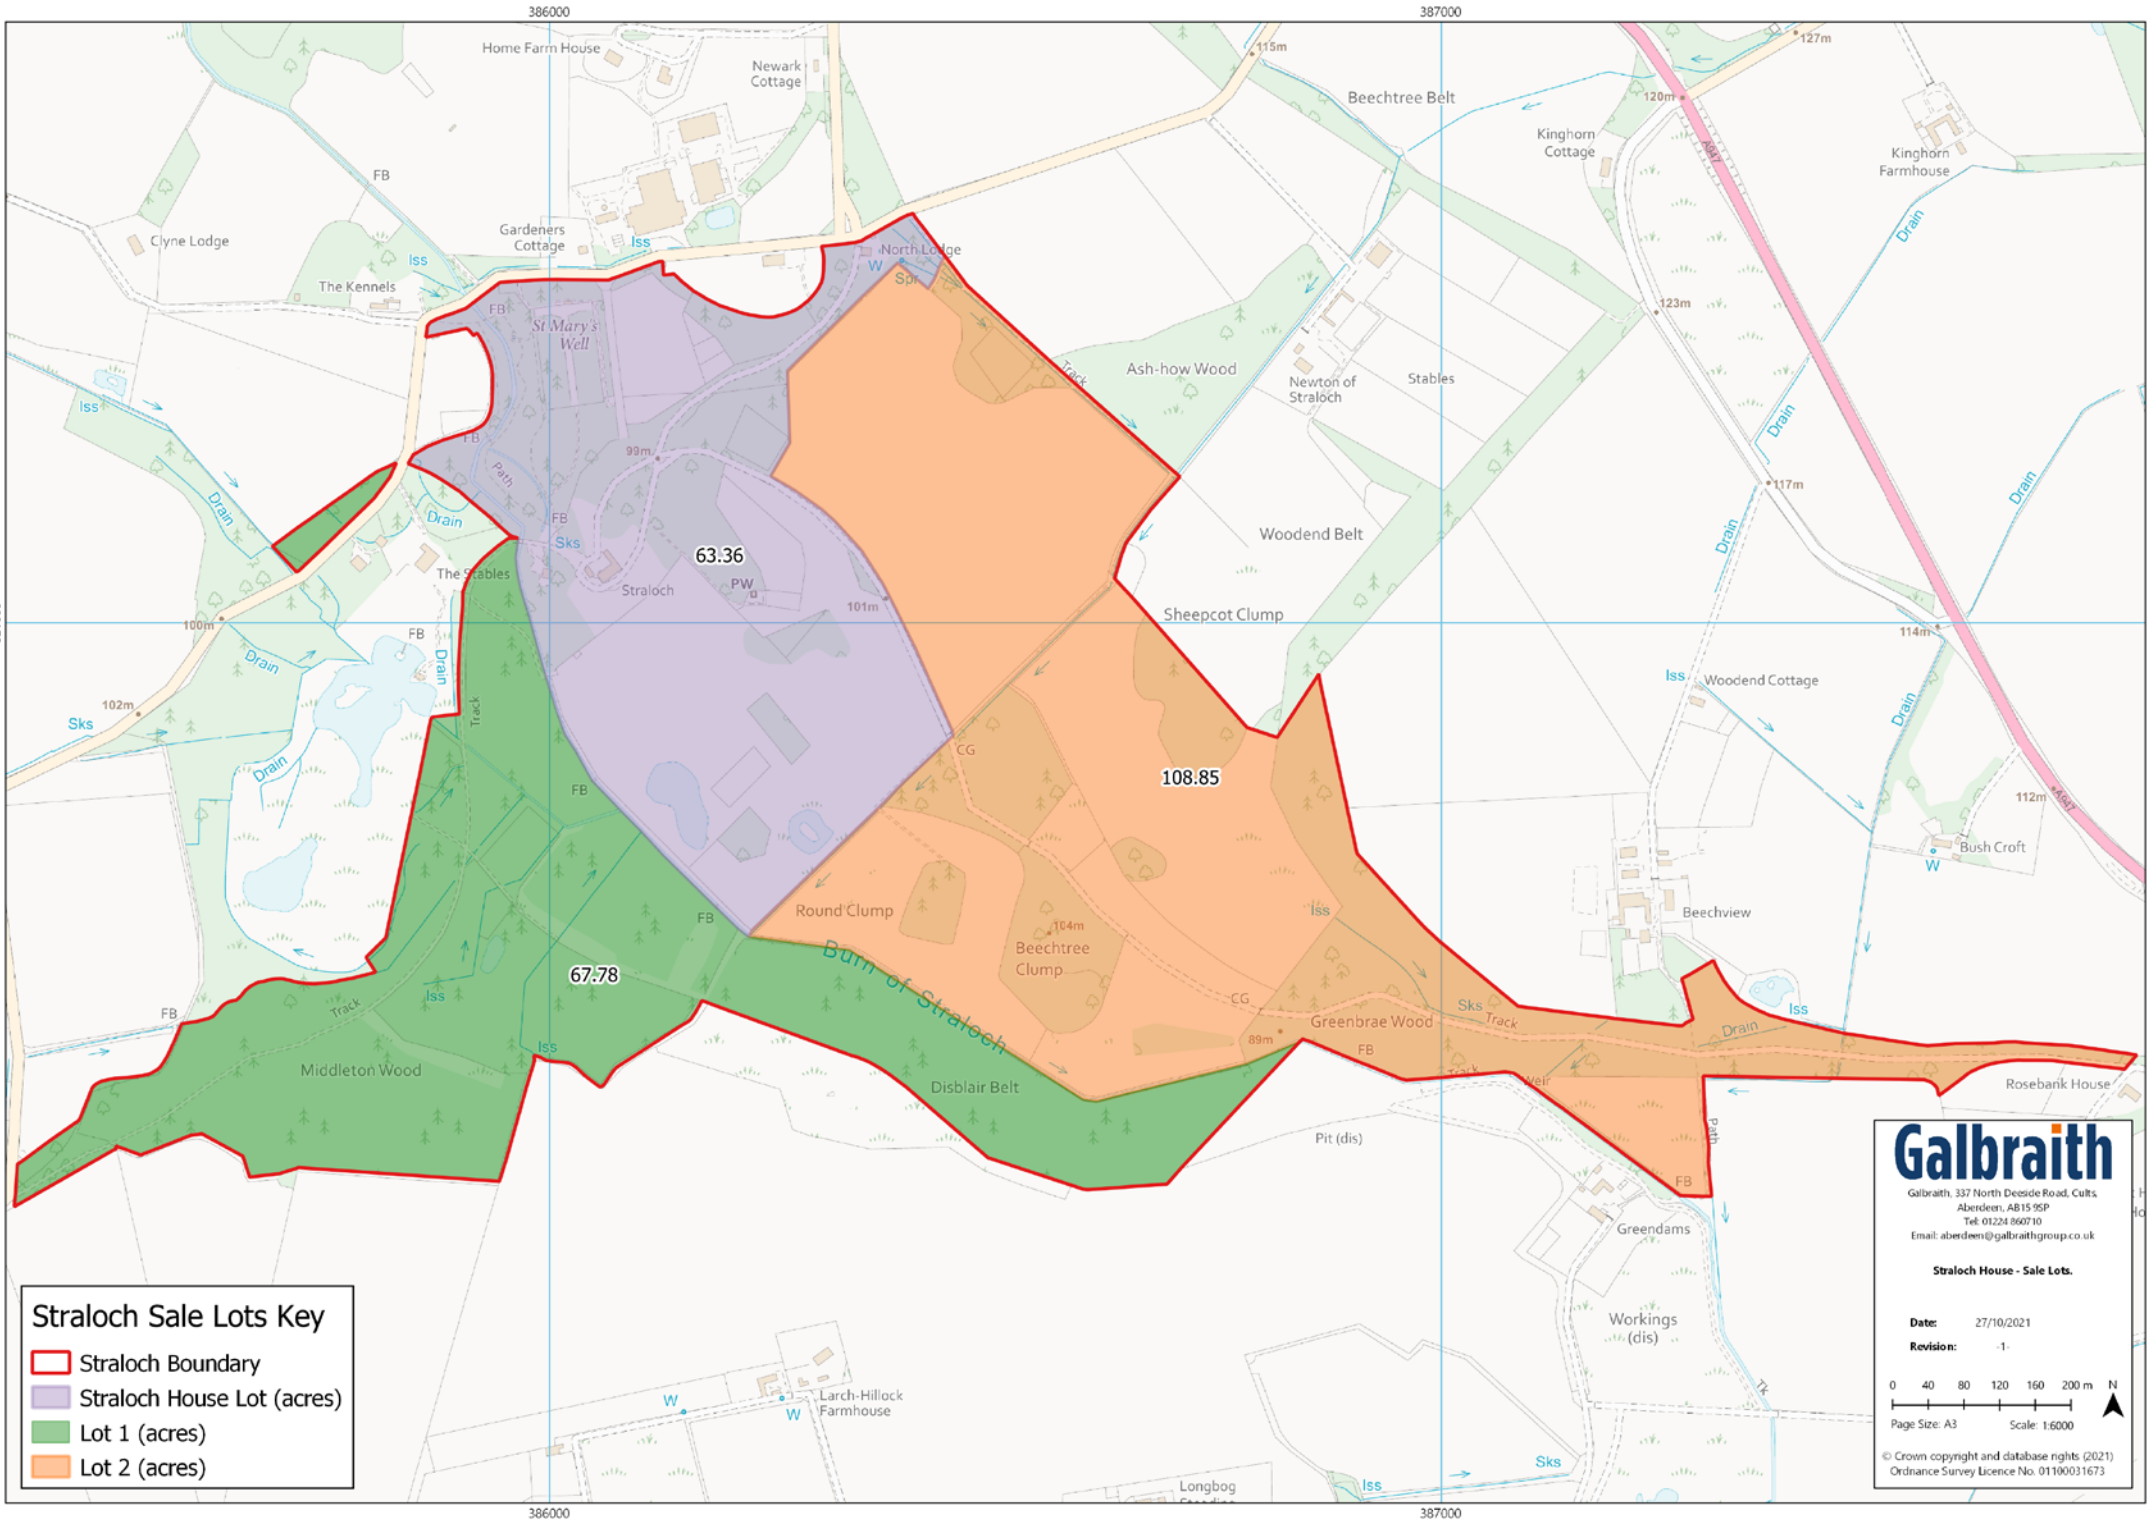 386000
387000
Home Farm House
Newark
Cottage
115m
127m
120m
Beechtree Belt
A947
Kinghorn
Cottage
Kinghorn
Farmhouse
FB
Gardeners
Cottage
Iss
Clyne Lodge
Iss
The Kennels
North Lodge
W
Spr
Drain
FB
St Mary's
Well
123m
Track
Ash-how Wood
Newton of
Straloch
Stables
Iss
Drain
FB
99m
Path
117m
Drain
Drain
Drain
FB
Woodend Belt
Drain
Sks
63.36
The Stables
Straloch
PW
101m
Sheepcot Clump
100m
FB
114m
Drain
Drain
Iss
Woodend Cottage
102m
Sks
Track
Drain
CG
Drain
108.85
FB
112m
A947
Bush Croft
W
Round Clump
FB
Iss
Beechview
104m
Beechtree
Clump
Burn of Straloch
67.78
Iss
Track
CG
Sks
Track
Iss
FB
Greenbrae Wood
Drain
89m
FB
Iss
Middleton Wood
Disblair Belt
Track
Weir
Rosebank House
Path
Pit (dis)
FB
Greendams
Workings
(dis)
Tk
W
W
Larch-Hillock
Farmhouse
Sks
Iss
Longbog
Straloch Sale Lots Key
Straloch Boundary
Straloch House Lot (acres)
Lot 1 (acres)
Lot 2 (acres)
Galbraith
Galbraith, 337 North Deeside Road, Cults,
Aberdeen, AB15 9SP
Tel: 01224 860710
Email: aberdeen@galbraithgroup.co.uk
Straloch House - Sale Lots.
Date: 27/10/2021
Revision: -1-
0 40 80 120 160 200 m N
Page Size: A3 Scale: 1:6000
© Crown copyright and database rights (2021)
Ordnance Survey Licence No. 01100031673
386000
387000